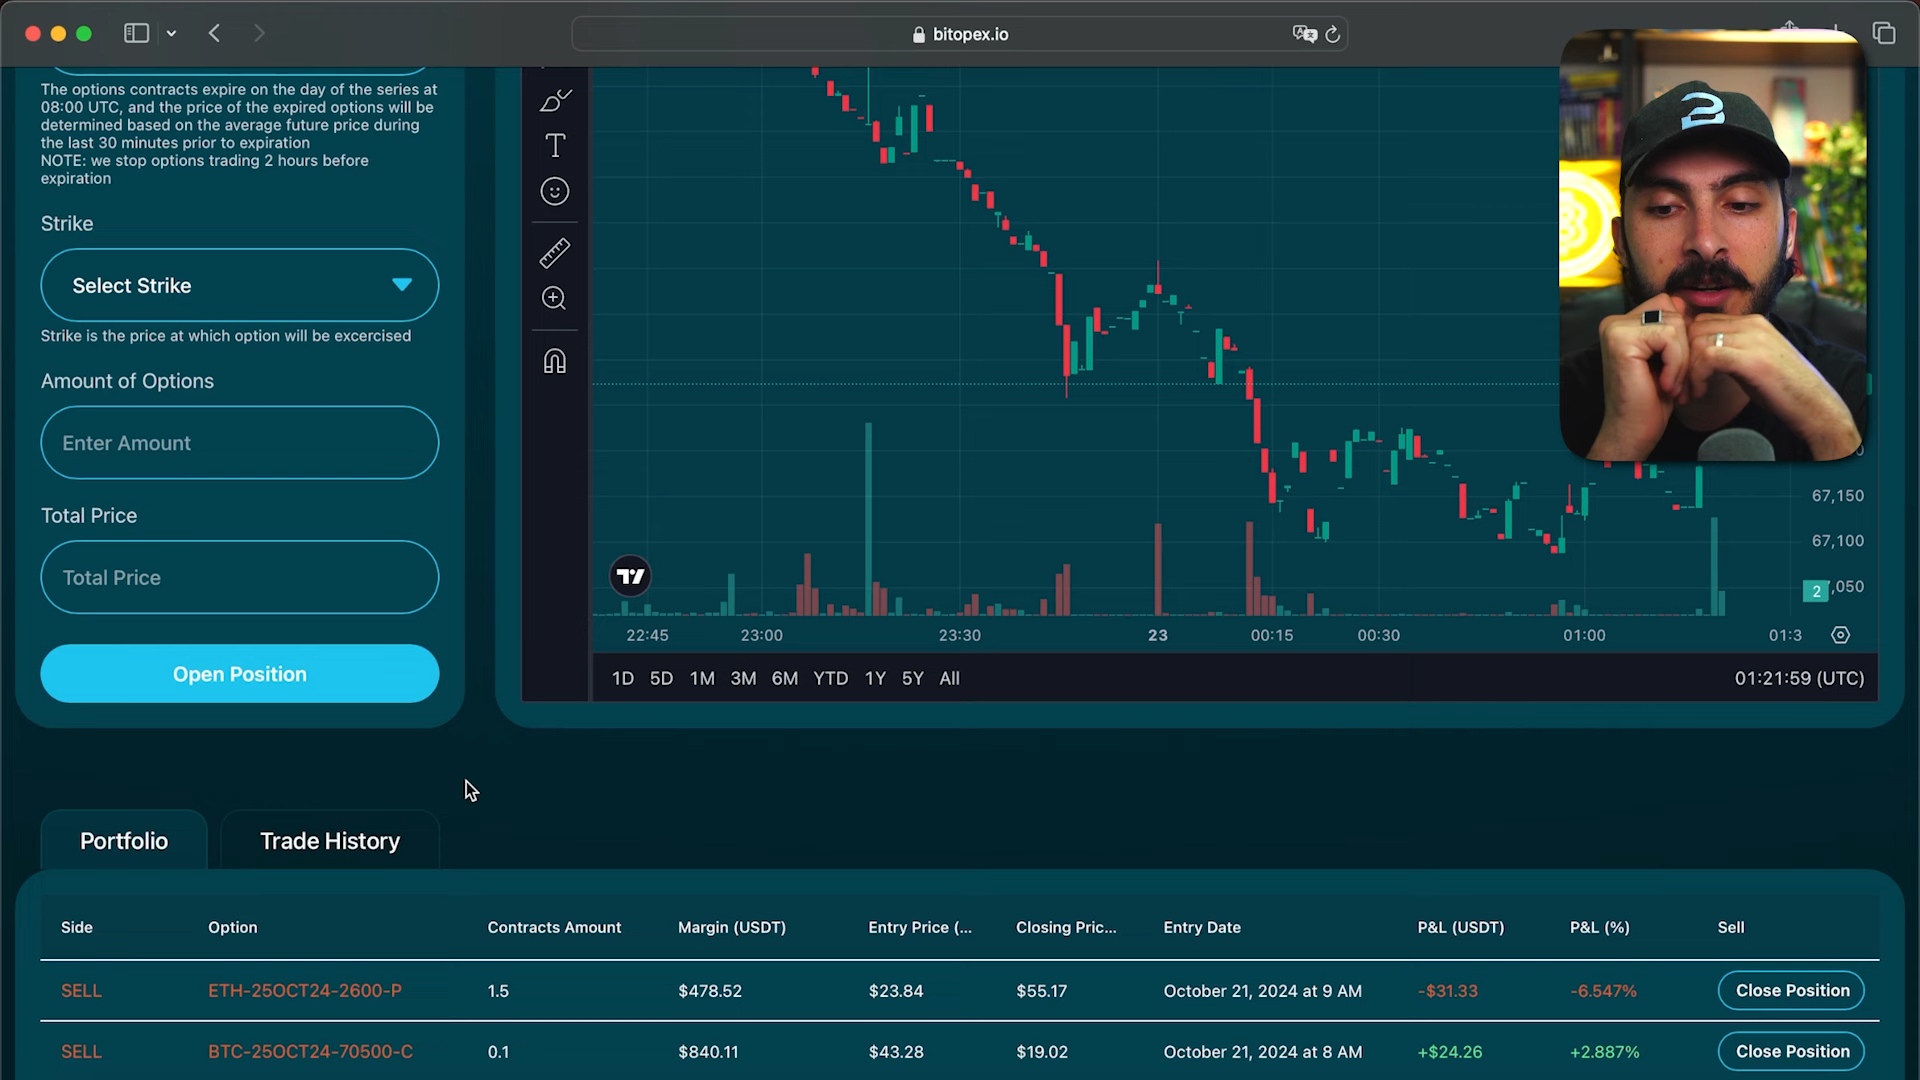 bitopex.io
The options contracts expire on the day of the series at
08:00 UTC, and the price of the expired options will be
determined based on the average future price during
the last 30 minutes prior to expiration
NOTE: we stop options trading 2 hours before
expiration
Strike
Select Strike
Strike is the price at which option will be excercised
Amount of Options
Enter Amount
Total Price
Total Price
Open Position
67,150
67,100
2
,050
22:45
23:00
23:30
23
00:15
00:30
01:00
01:3
1D 5D 1M 3M 6M YTD 1Y 5Y All
01:21:59 (UTC)
Portfolio
Trade History
Side Option Contracts Amount Margin (USDT) Entry Price (... Closing Pric... Entry Date P&L (USDT) P&L (%) Sell
SELL ETH-25OCT24-2600-P 1.5 $478.52 $23.84 $55.17 October 21, 2024 at 9 AM -$31.33 -6.547% Close Position
SELL BTC-25OCT24-70500-C 0.1 $840.11 $43.28 $19.02 October 21, 2024 at 8 AM +$24.26 +2.887% Close Position